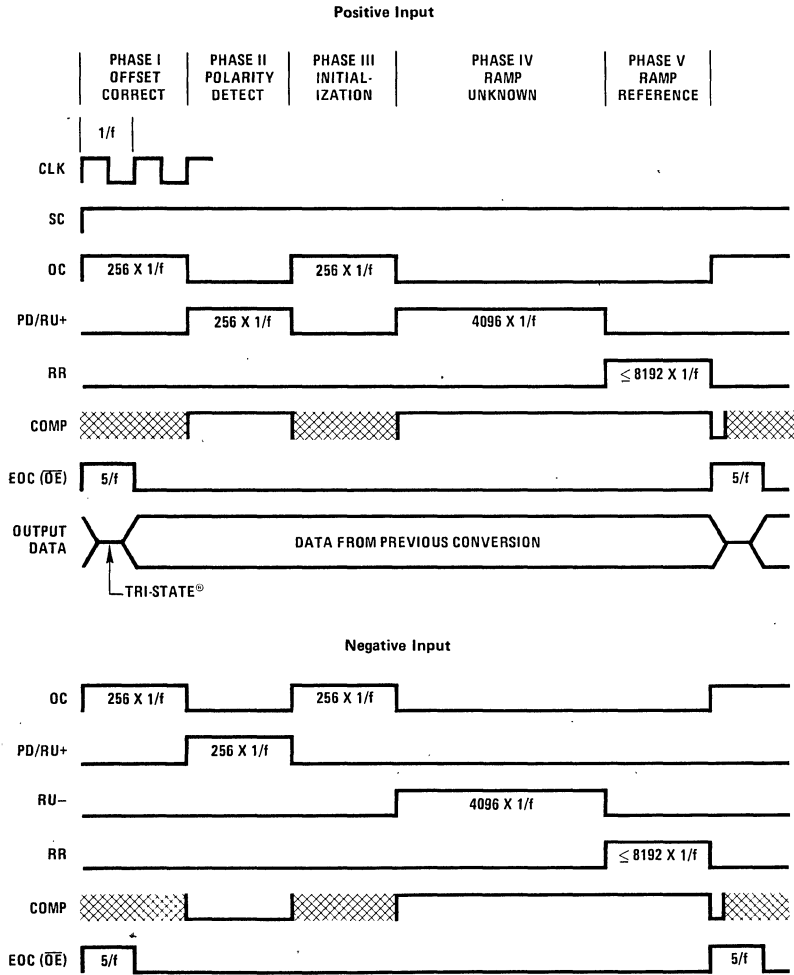 Positive Input
PHASE I
OFFSET
CORRECT
PHASE II
POLARITY
DETECT
PHASE III
INITIAL-
IZATION
PHASE IV
RAMP
UNKNOWN
PHASE V
RAMP
REFERENCE
1/f
CLK
SC
OC 256 X 1/f 256 X 1/f
PD/RU+ 256 X 1/f 4096 X 1/f
RR ≤ 8192 X 1/f
COMP
EOC (O̅E̅) 5/f 5/f
OUTPUT
DATA
DATA FROM PREVIOUS CONVERSION
TRI-STATE®
Negative Input
OC 256 X 1/f 256 X 1/f
PD/RU+ 256 X 1/f
RU− 4096 X 1/f
RR ≤ 8192 X 1/f
COMP
EOC (O̅E̅) 5/f 5/f